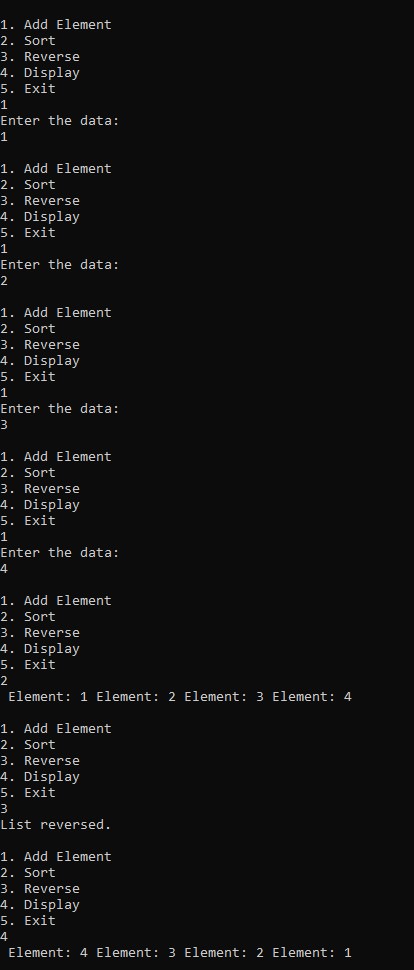 1. Add Element
2. Sort
3. Reverse
4. Display
5. Exit
1
Enter the data:
1
1. Add Element
2. Sort
3. Reverse
4. Display
5. Exit
1
Enter the data:
2
1. Add Element
2. Sort
3. Reverse
4. Display
5. Exit
1
Enter the data:
3
1. Add Element
2. Sort
3. Reverse
4. Display
5. Exit
1
Enter the data:
4
1. Add Element
2. Sort
3. Reverse
4. Display
5. Exit
2
Element: 1 Element: 2 Element: 3 Element: 4
1. Add Element
2. Sort
3. Reverse
4. Display
5. Exit
3
List reversed.
1. Add Element
2. Sort
3. Reverse
4. Display
5. Exit
4
Element: 4 Element: 3 Element: 2 Element: 1